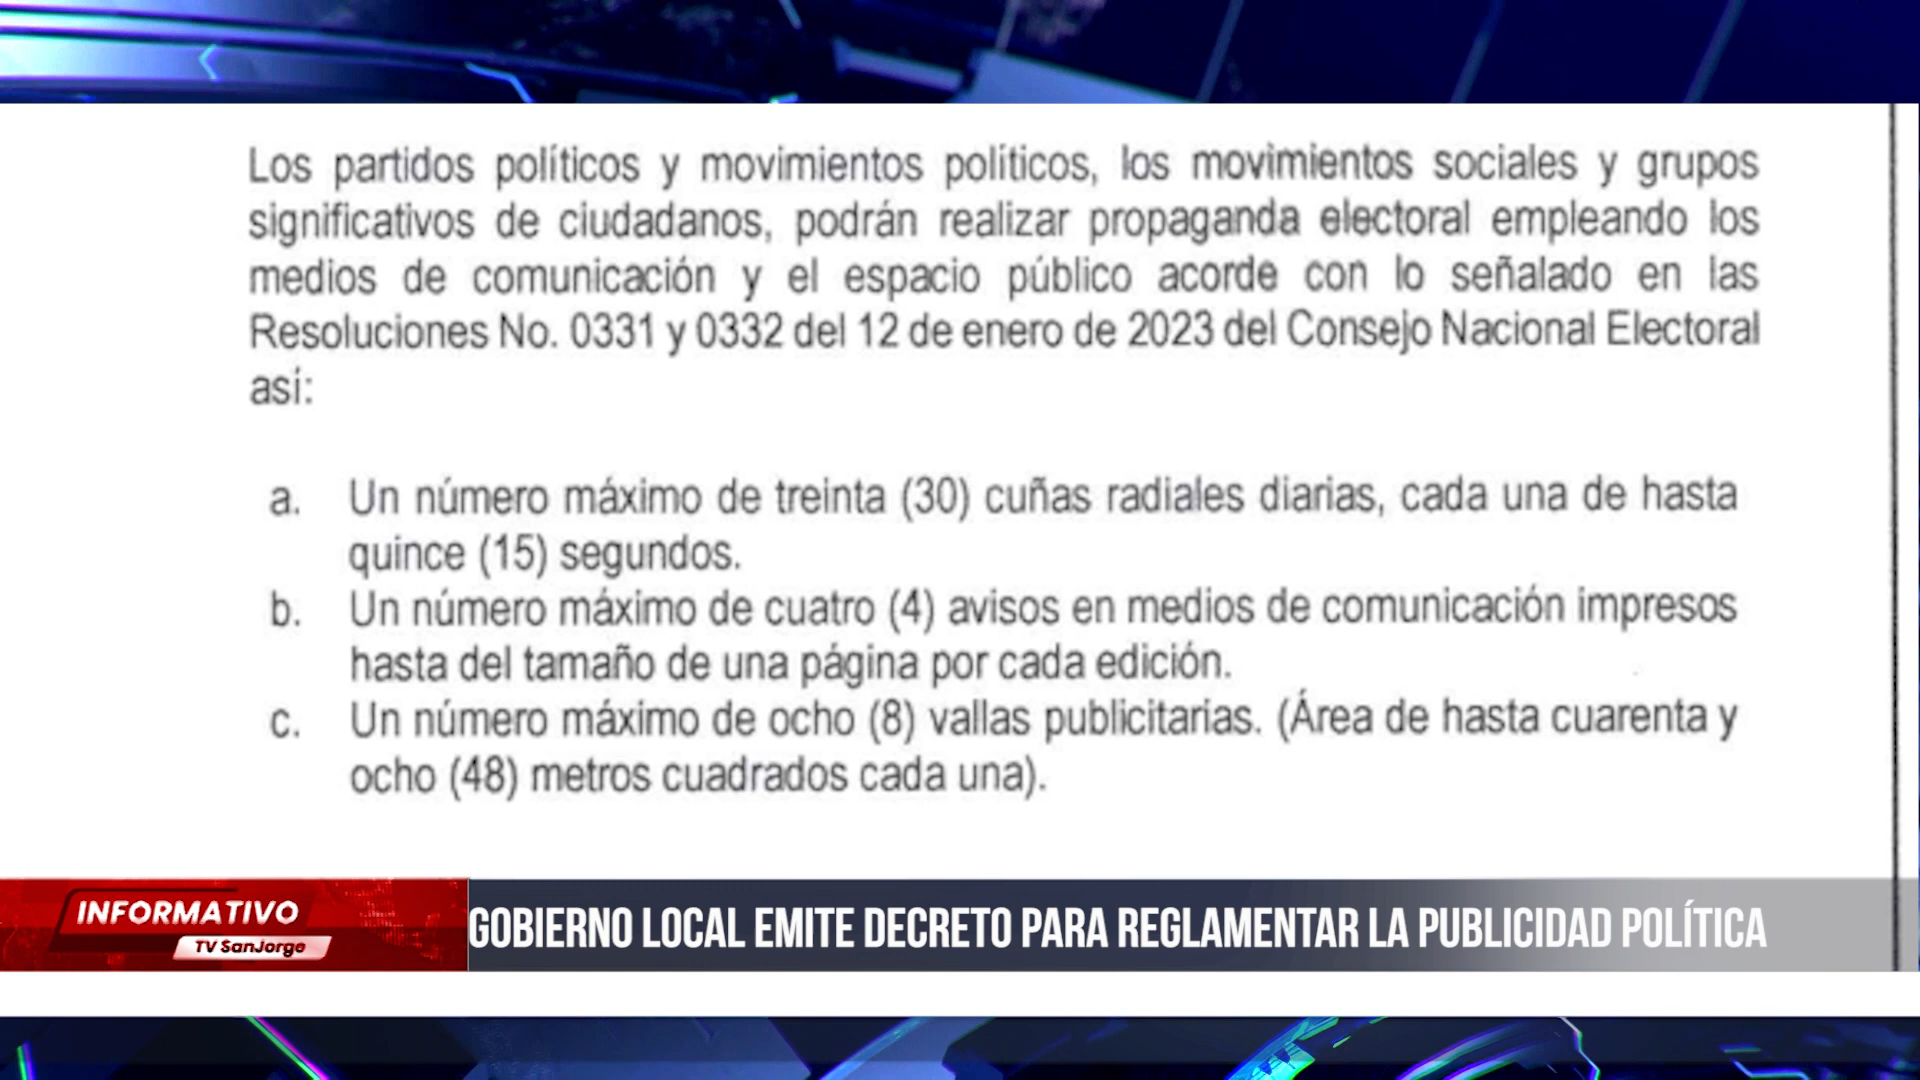 Los partidos políticos y movimientos políticos, los movimientos sociales y grupos
significativos de ciudadanos, podrán realizar propaganda electoral empleando los
medios de comunicación y el espacio público acorde con lo señalado en las
Resoluciones No. 0331 y 0332 del 12 de enero de 2023 del Consejo Nacional Electoral
así:
a. Un número máximo de treinta (30) cuñas radiales diarias, cada una de hasta
quince (15) segundos.
b. Un número máximo de cuatro (4) avisos en medios de comunicación impresos
hasta del tamaño de una página por cada edición.
c. Un número máximo de ocho (8) vallas publicitarias. (Área de hasta cuarenta y
ocho (48) metros cuadrados cada una).
INFORMATIVO
TV SanJorge
GOBIERNO LOCAL EMITE DECRETO PARA REGLAMENTAR LA PUBLICIDAD POLÍTICA